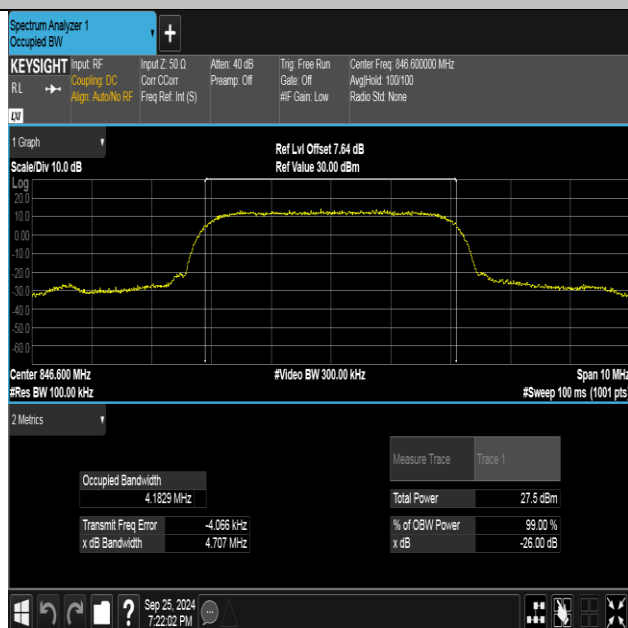 Spectrum Analyzer 1
Occupied BW
+
KEYSIGHT
RL
LXI
Input: RF
Coupling: DC
Align: Auto/No RF
Input Z: 50 Ω
Corr CCorr
Freq Ref: Int (S)
Atten: 40 dB
Preamp: Off
Trig: Free Run
Gate: Off
#IF Gain: Low
Center Freq: 846.600000 MHz
Avg|Hold: 100/100
Radio Std: None
1 Graph
Scale/Div 10.0 dB
Ref Lvl Offset 7.64 dB
Ref Value 30.00 dBm
Log
20.0
10.0
0.00
-10.0
-20.0
-30.0
-40.0
-50.0
-60.0
Center 846.600 MHz
#Res BW 100.00 kHz
#Video BW 300.00 kHz
Span 10 MHz
#Sweep 100 ms (1001 pts)
2 Metrics
Measure Trace Trace 1
Occupied Bandwidth
4.1829 MHz
Total Power 27.5 dBm
Transmit Freq Error -4.066 kHz
% of OBW Power 99.00 %
x dB Bandwidth 4.707 MHz
x dB -26.00 dB
?
Sep 25, 2024
7:22:02 PM